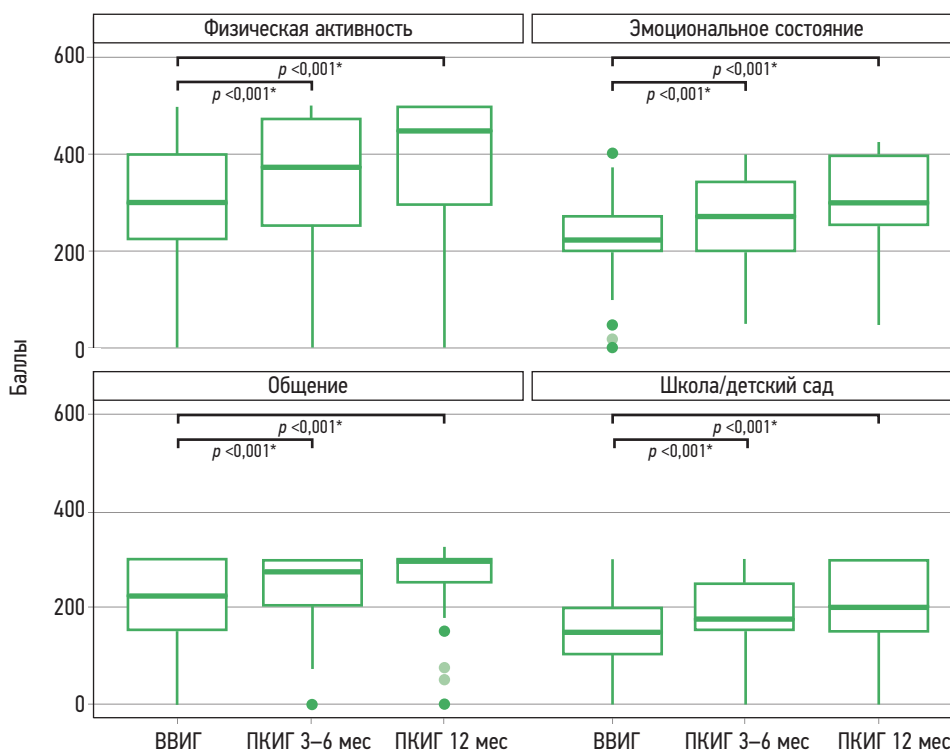 Физическая активность
Эмоциональное состояние
600
p <0,001*
p <0,001*
p <0,001*
p <0,001*
400
200
0
Баллы
Общение
Школа/детский сад
600
p <0,001*
p <0,001*
p <0,001*
p <0,001*
400
200
0
ВВИГ
ПКИГ 3–6 мес
ПКИГ 12 мес
ВВИГ
ПКИГ 3–6 мес
ПКИГ 12 мес